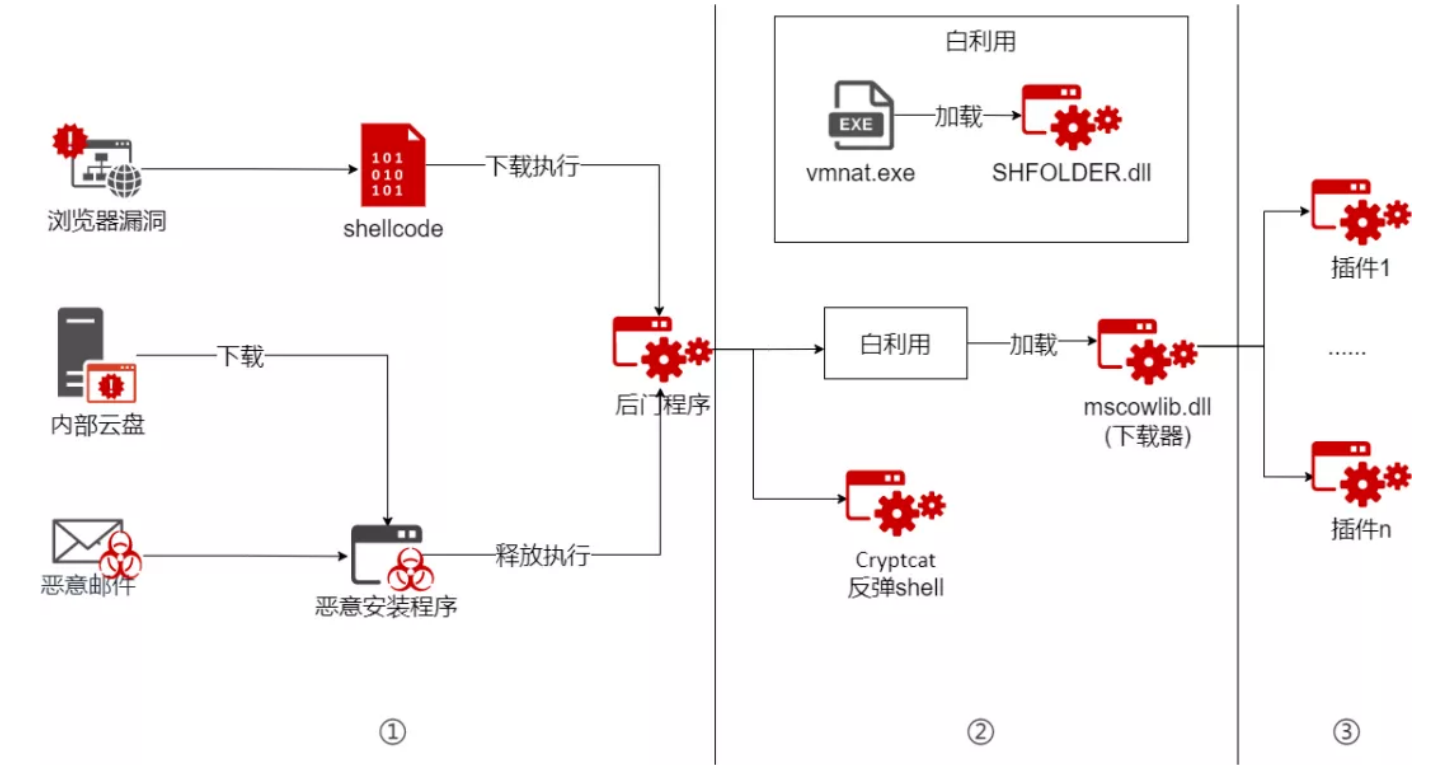 浏览器漏洞
101
010
101
shellcode
下载执行
内部云盘
下载
恶意邮件
恶意安装程序
释放执行
后门程序
①
白利用
EXE
vmnat.exe
加载
SHFOLDER.dll
白利用
加载
mscowlib.dll
(下载器)
Cryptcat
反弹shell
②
插件1
......
插件n
③